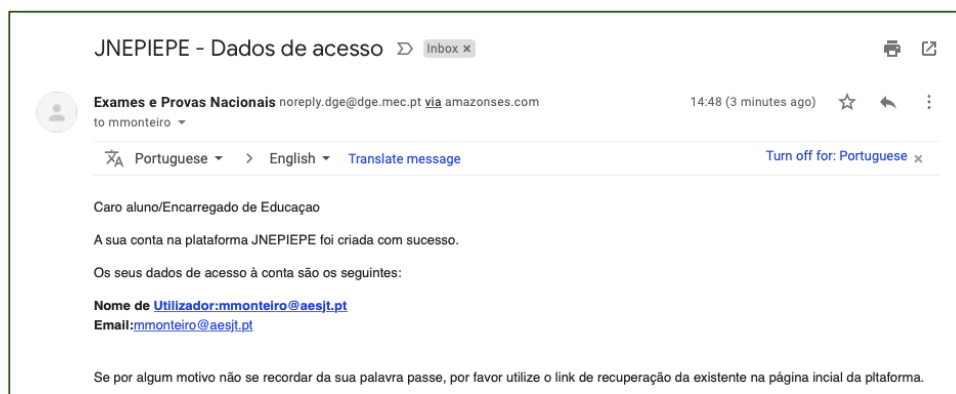 JNEPIEPE - Dados de acesso Inbox ×
Exames e Provas Nacionais noreply.dge@dge.mec.pt via amazonses.com 14:48 (3 minutes ago)
to mmonteiro
Portuguese > English Translate message Turn off for: Portuguese ×
Caro aluno/Encarregado de Educaçao
A sua conta na plataforma JNEPIEPE foi criada com sucesso.
Os seus dados de acesso à conta são os seguintes:
Nome de Utilizador:mmonteiro@aesjt.pt
Email:mmonteiro@aesjt.pt
Se por algum motivo não se recordar da sua palavra passe, por favor utilize o link de recuperação da existente na página incial da pltaforma.